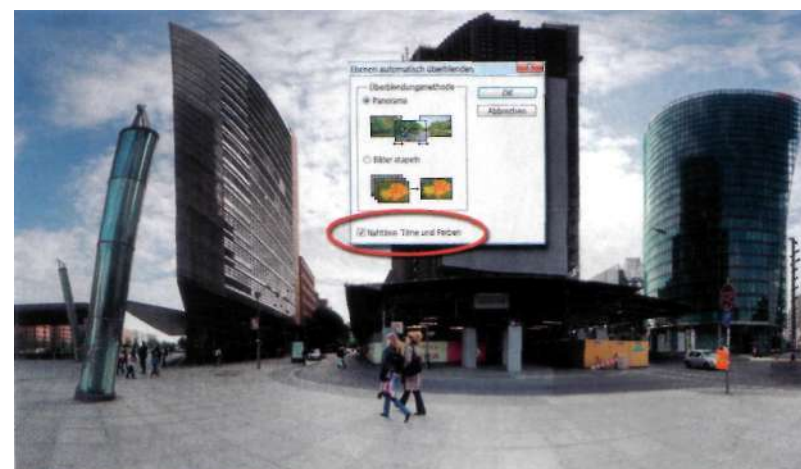 Ebenen automatisch überblenden
Überblendungsmethode
Panorama
OK
Abbrechen
Bilder stapeln
Nahtlose Töne und Farben